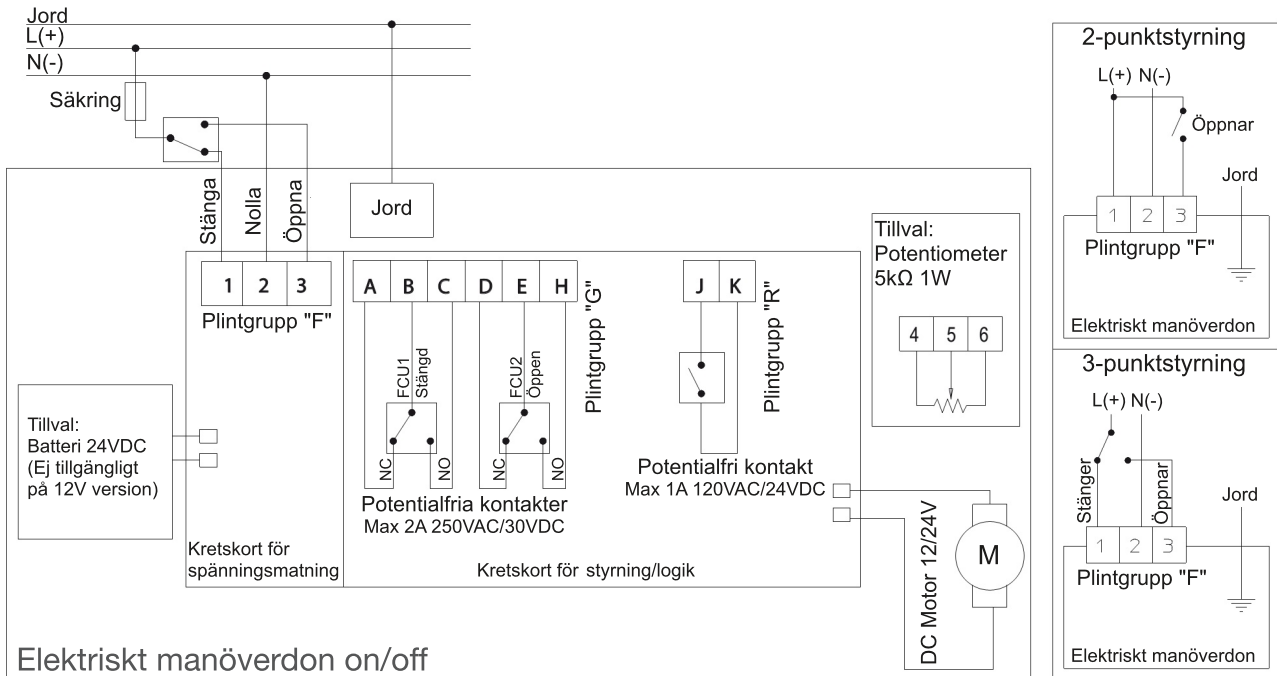 Jord
L(+)
N(-)
Säkring
Stänga
Nolla
Öppna
Jord
1 2 3
Plintgrupp "F"
A B C D E H
Plintgrupp "G"
FCU1
Stängd
FCU2
Öppen
NC
NO
NC
NO
Potentialfria kontakter
Max 2A 250VAC/30VDC
J K
Plintgrupp "R"
Potentialfri kontakt
Max 1A 120VAC/24VDC
Tillval:
Potentiometer
5kΩ 1W
4 5 6
Tillval:
Batteri 24VDC
(Ej tillgängligt
på 12V version)
Kretskort för
spänningsmatning
Kretskort för styrning/logik
DC Motor 12/24V
M
Elektriskt manöverdon on/off
2-punktstyrning
L(+) N(-)
Öppnar
Jord
1 2 3
Plintgrupp "F"
Elektriskt manöverdon
3-punktstyrning
L(+) N(-)
Stänger
Öppnar
Jord
1 2 3
Plintgrupp "F"
Elektriskt manöverdon